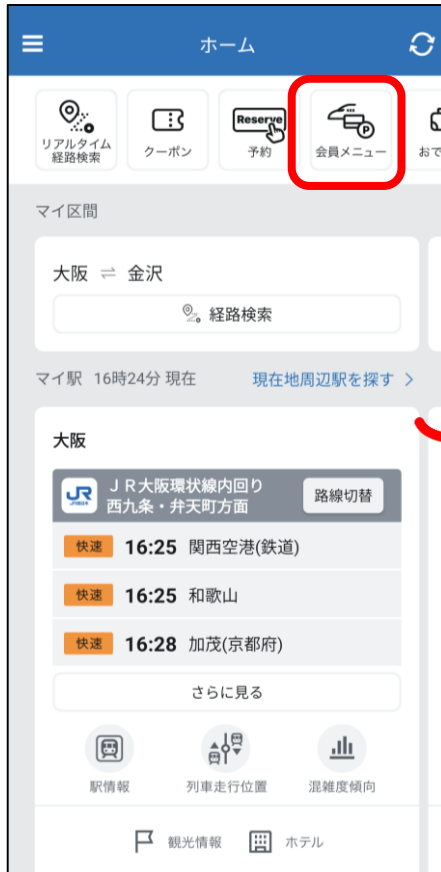 ホーム
リアルタイム
経路検索
クーポン
Reserve
予約
P
会員メニュー
おで
マイ区間
大阪 ⇌ 金沢
経路検索
マイ駅 16時24分 現在
現在地周辺駅を探す >
大阪
JR
ＪＲ大阪環状線内回り
西九条・弁天町方面
路線切替
快速 16:25 関西空港(鉄道)
快速 16:25 和歌山
快速 16:28 加茂(京都府)
さらに見る
駅情報
列車走行位置
混雑度傾向
観光情報
ホテル